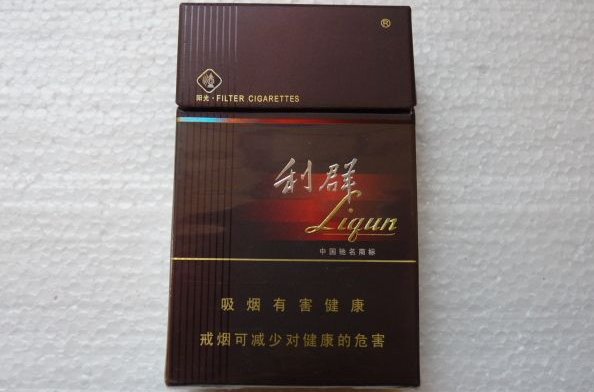 ®
阳光·FILTER CIGARETTES
利群
Liqun
中国驰名商标
吸烟有害健康
戒烟可减少对健康的危害